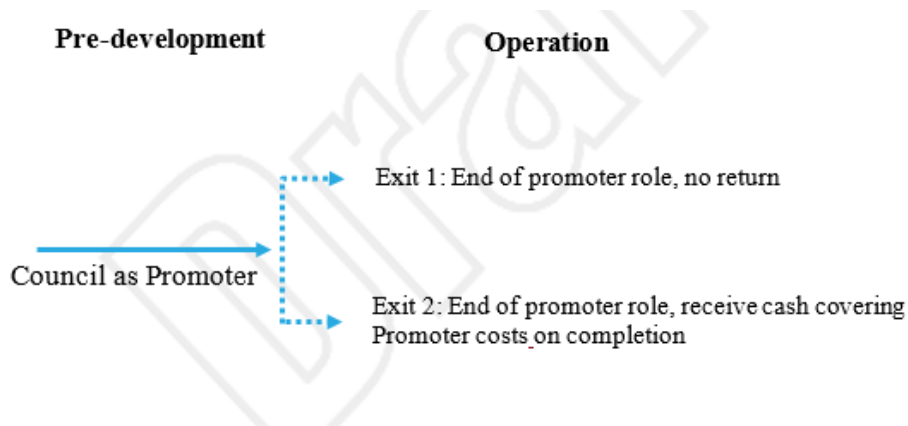 Pre-development
Operation
Exit 1: End of promoter role, no return
Council as Promoter
Exit 2: End of promoter role, receive cash covering
Promoter costs on completion
Draft